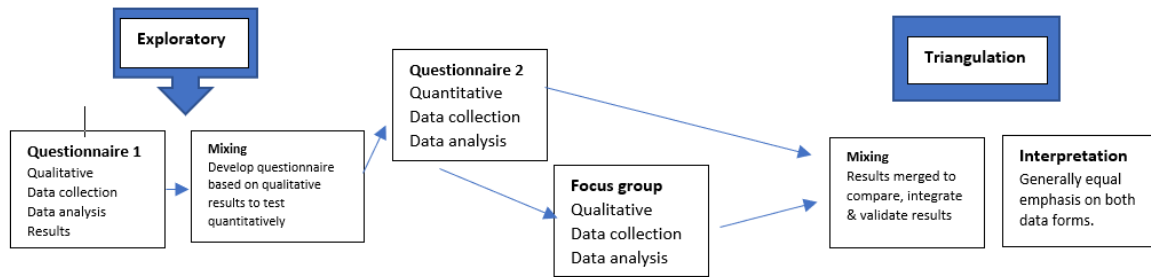 Exploratory
Triangulation
Questionnaire 1
Qualitative
Data collection
Data analysis
Results
Mixing
Develop questionnaire
based on qualitative
results to test
quantitatively
Questionnaire 2
Quantitative
Data collection
Data analysis
Focus group
Qualitative
Data collection
Data analysis
Mixing
Results merged to
compare, integrate
& validate results
Interpretation
Generally equal
emphasis on both
data forms.